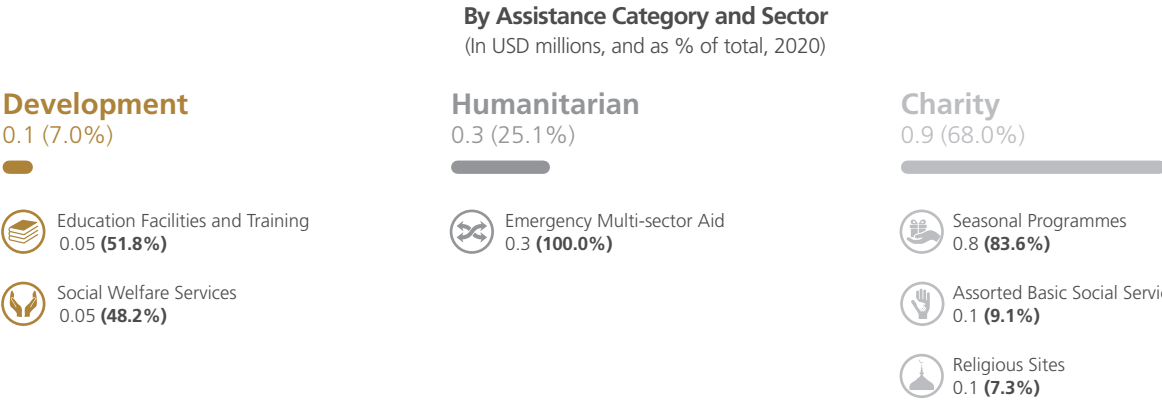 By Assistance Category and Sector
(In USD millions, and as % of total, 2020)
Development
0.1 (7.0%)
Education Facilities and Training
0.05 (51.8%)
Social Welfare Services
0.05 (48.2%)
Humanitarian
0.3 (25.1%)
Emergency Multi-sector Aid
0.3 (100.0%)
Charity
0.9 (68.0%)
Seasonal Programmes
0.8 (83.6%)
Assorted Basic Social
0.1 (9.1%)
Religious Sites
0.1 (7.3%)